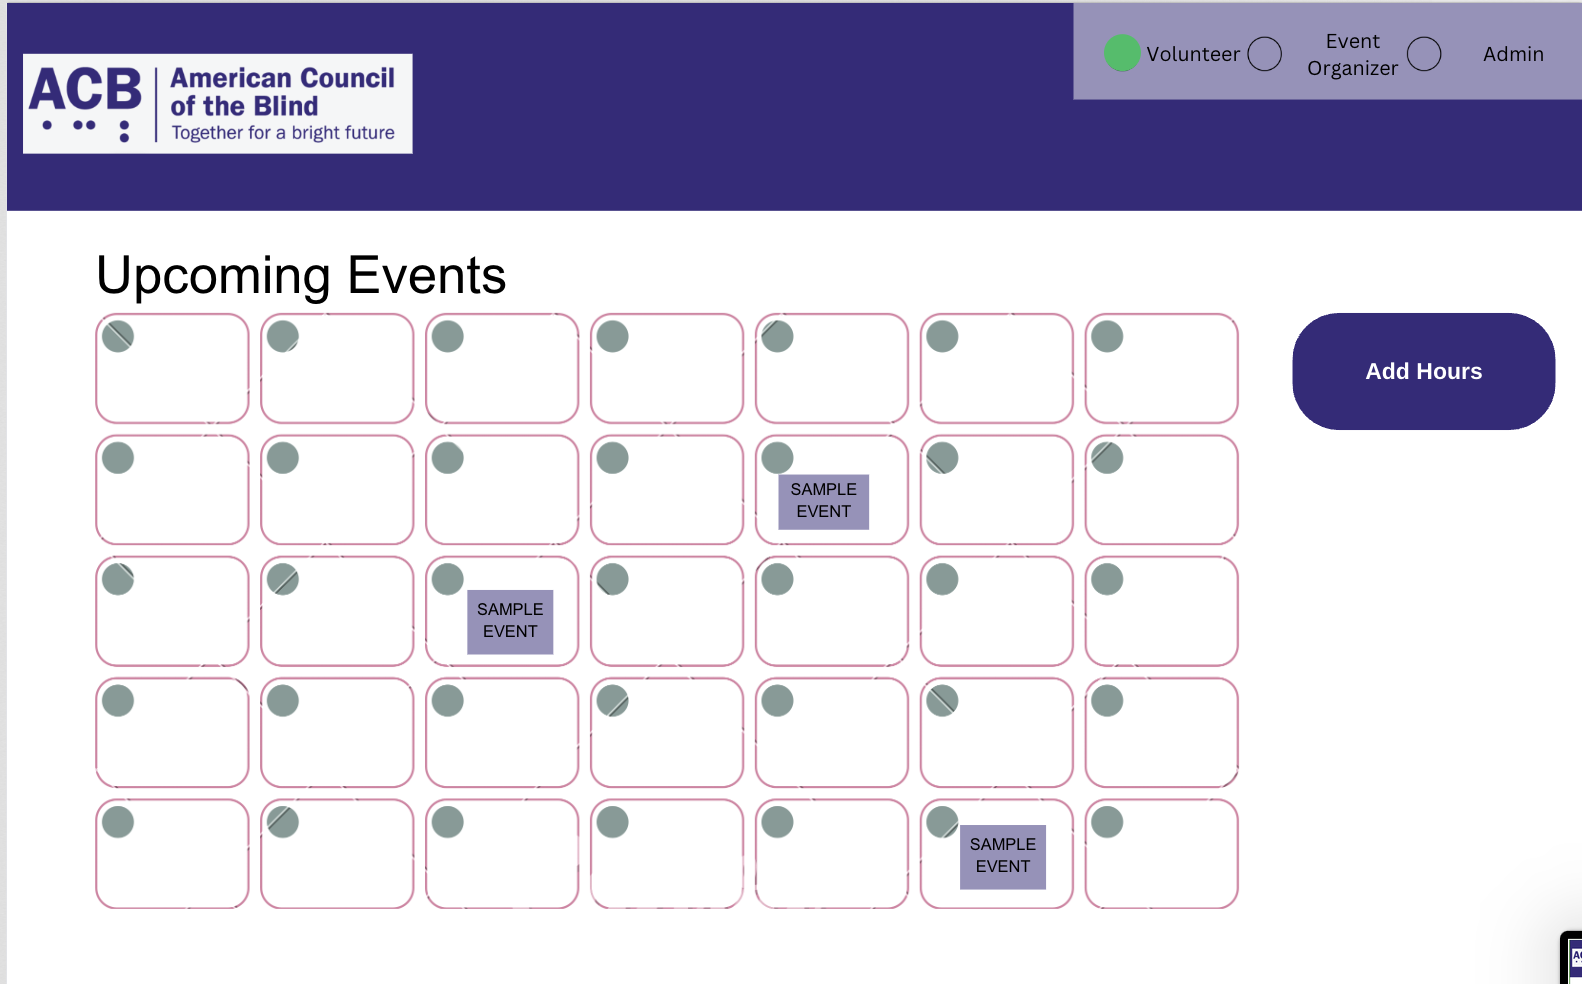 Volunteer
Event
Organizer
Admin
ACB
American Council
of the Blind
Together for a bright future
Upcoming Events
Add Hours
SAMPLE
EVENT
SAMPLE
EVENT
SAMPLE
EVENT